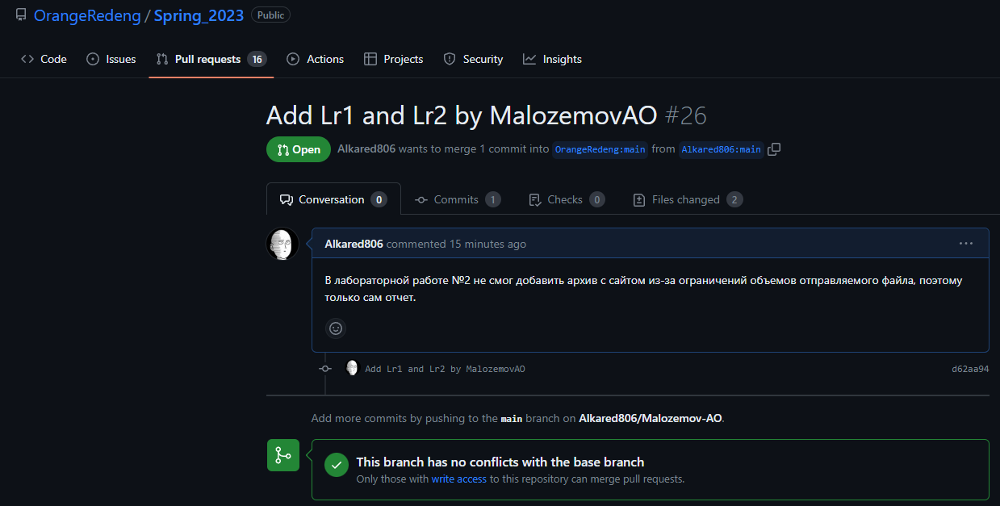 OrangeRedeng / Spring_2023 Public
Code Issues Pull requests 16 Actions Projects Security Insights
Add Lr1 and Lr2 by MalozemovAO #26
Open Alkared806 wants to merge 1 commit into OrangeRedeng:main from Alkared806:main
Conversation 0 Commits 1 Checks 0 Files changed 2
Alkared806 commented 15 minutes ago
В лабораторной работе №2 не смог добавить архив с сайтом из-за ограничений объемов отправляемого файла, поэтому
только сам отчет.
Add Lr1 and Lr2 by MalozemovAO d62aa94
Add more commits by pushing to the main branch on Alkared806/Malozemov-AO.
This branch has no conflicts with the base branch
Only those with write access to this repository can merge pull requests.